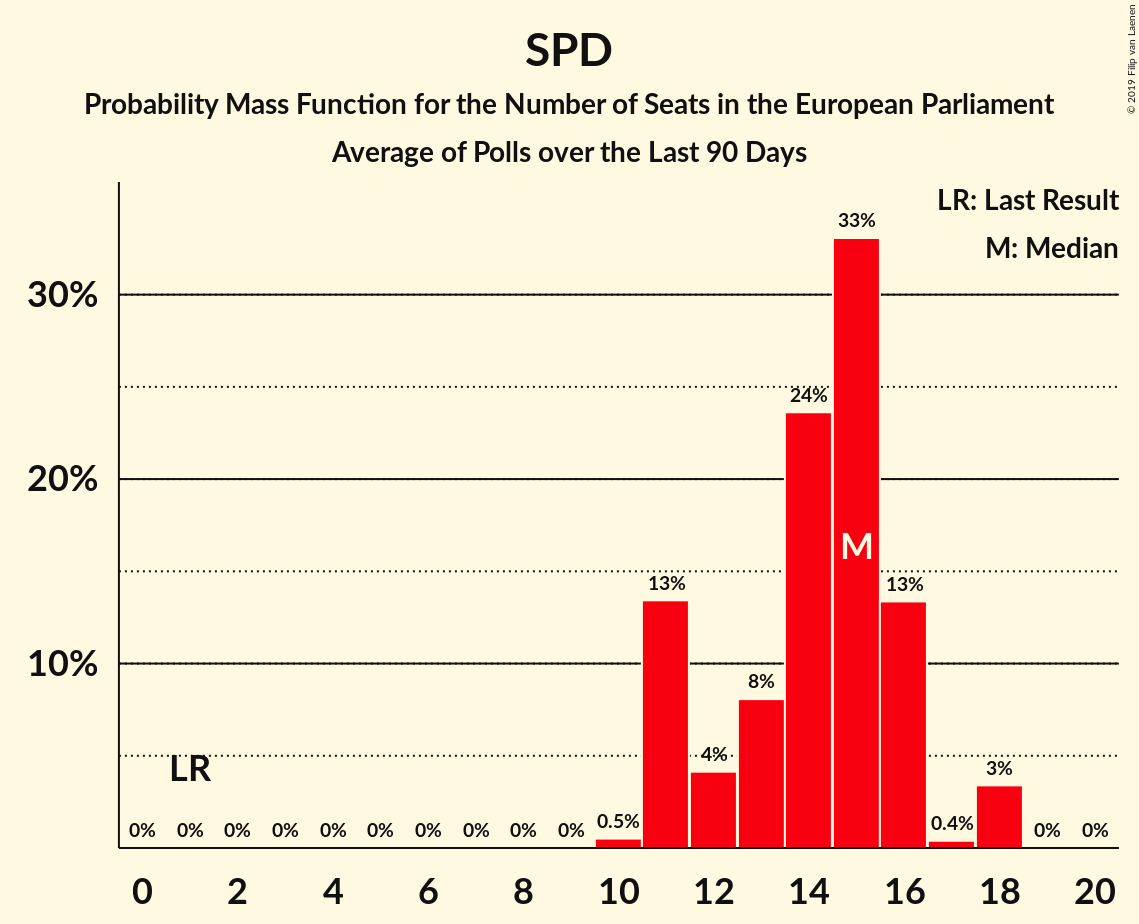 SPD
Probability Mass Function for the Number of Seats in the European Parliament
Average of Polls over the Last 90 Days
© 2019 Filip van Laenen
LR: Last Result
M: Median
33%
30%
24%
20%
M
13%
13%
10%
8%
4%
LR
3%
0% 0% 0% 0% 0% 0% 0% 0% 0% 0% 0.5% 0.4% 0% 0%
0 2 4 6 8 10 12 14 16 18 20